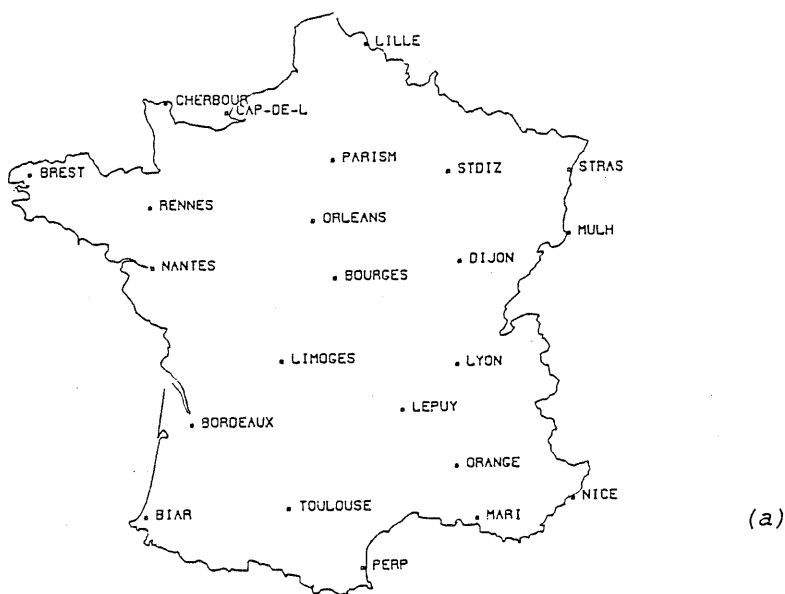 LILLE
CHERBOUR
CAP-DE-L
PARISM
STDIZ
STRAS
BREST
RENNES
ORLEANS
MULH
NANTES
DIJON
BOURGES
LIMOGES
LYON
LEPUY
BORDEAUX
ORANGE
NICE
TOULOUSE
BIAR
MARI
(a)
PERP